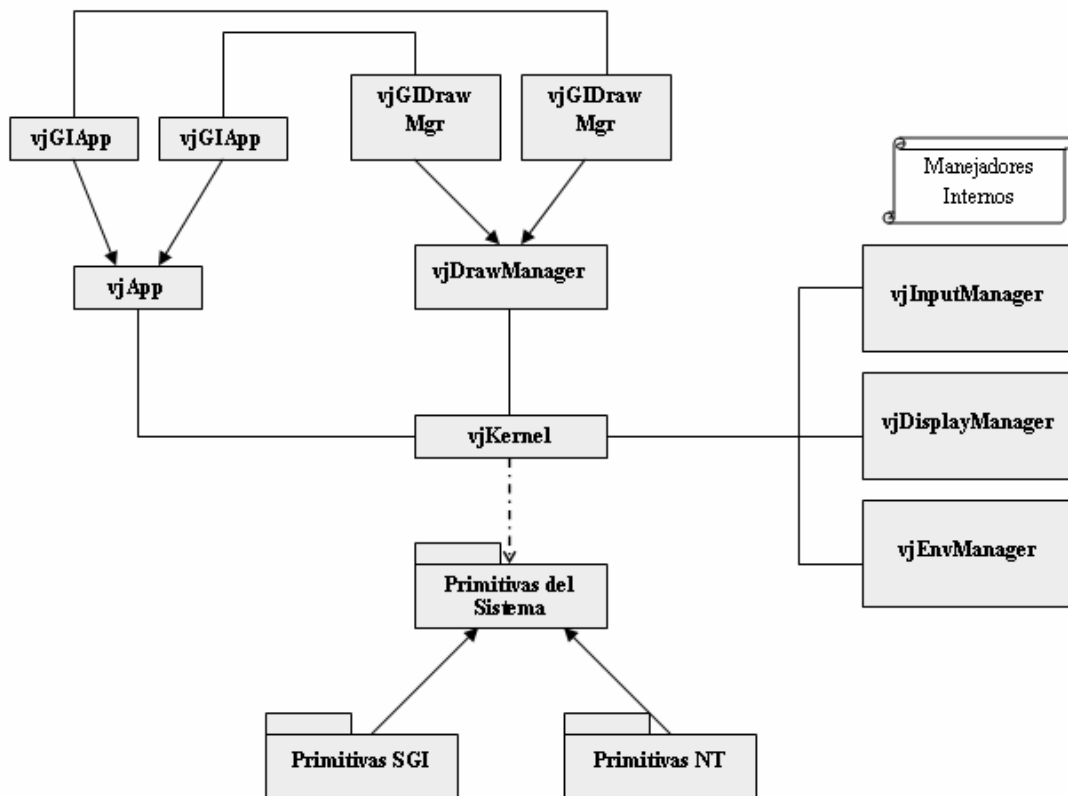 vjGIDraw
Mgr
vjGIDraw
Mgr
vjGIApp
vjGIApp
Manejadores
Internos
vjApp
vjDrawManager
vjInputManager
vjKernel
vjDisplayManager
vjEnvManager
Primitivas del
Sistema
Primitivas SGI
Primitivas NT